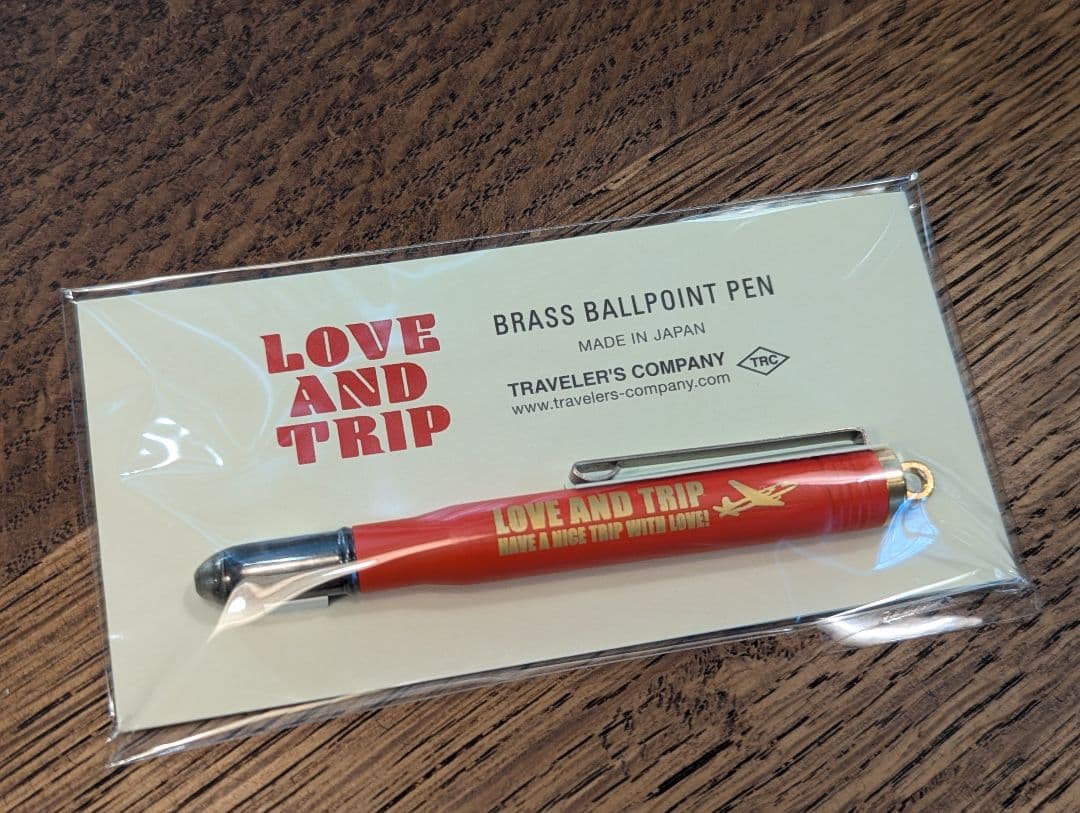 LOVE
AND
TRIP
BRASS BALLPOINT PEN
MADE IN JAPAN
TRAVELER'S COMPANY TRC
www.travelers-company.com
LOVE AND TRIP
HAVE A NICE TRIP WITH LOVE!